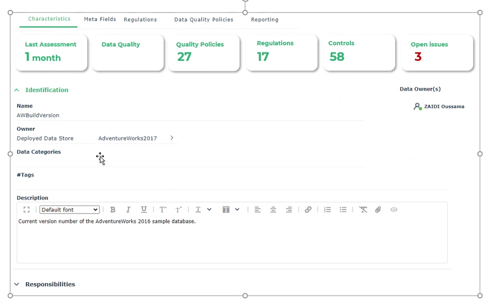 Characteristics Meta Fields Regulations Data Quality Policies Reporting
Last Assessment Data Quality Quality Policies Regulations Controls Open issues
1 month 27 17 58 3
Identification
Data Owner(s)
Name
AWBuildVersion
ZAIDI Oussama
Owner
Deployed Data Store AdventureWorks2017
Data Categories
#Tags
Description
Default font B I U
Current version number of the AdventureWorks 2016 sample database.
Responsibilities